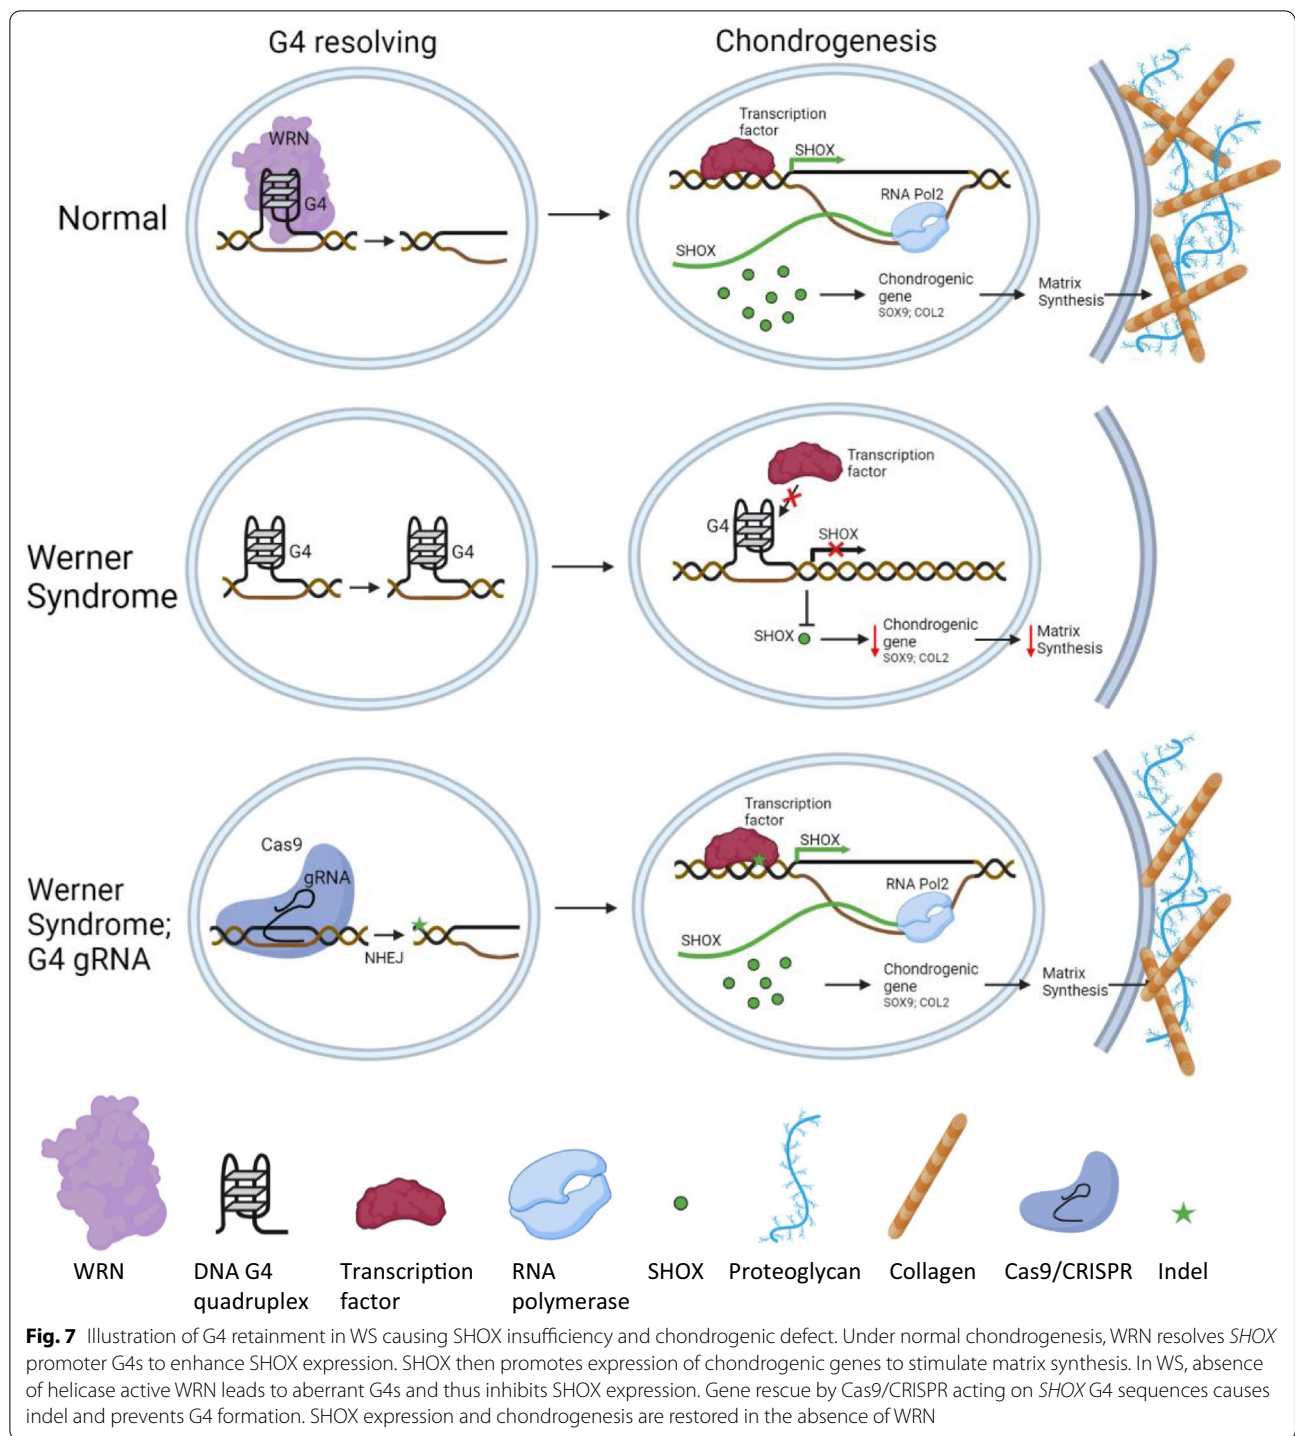 G4 resolving
Chondrogenesis
Normal
WRN
G4
Transcription
factor
SHOX
RNA Pol2
SHOX
Chondrogenic
gene
SOX9; COL2
Matrix
Synthesis
Werner
Syndrome
G4
G4
Transcription
factor
G4
SHOX
SHOX
Chondrogenic
gene
SOX9; COL2
Matrix
Synthesis
Werner
Syndrome;
G4 gRNA
Cas9
gRNA
NHEJ
Transcription
factor
SHOX
RNA Pol2
SHOX
Chondrogenic
gene
SOX9; COL2
Matrix
Synthesis
WRN
DNA G4
quadruplex
Transcription
factor
RNA
polymerase
SHOX
Proteoglycan
Collagen
Cas9/CRISPR
Indel
Fig. 7 Illustration of G4 retainment in WS causing SHOX insufficiency and chondrogenic defect. Under normal chondrogenesis, WRN resolves SHOX
promoter G4s to enhance SHOX expression. SHOX then promotes expression of chondrogenic genes to stimulate matrix synthesis. In WS, absence
of helicase active WRN leads to aberrant G4s and thus inhibits SHOX expression. Gene rescue by Cas9/CRISPR acting on SHOX G4 sequences causes
indel and prevents G4 formation. SHOX expression and chondrogenesis are restored in the absence of WRN